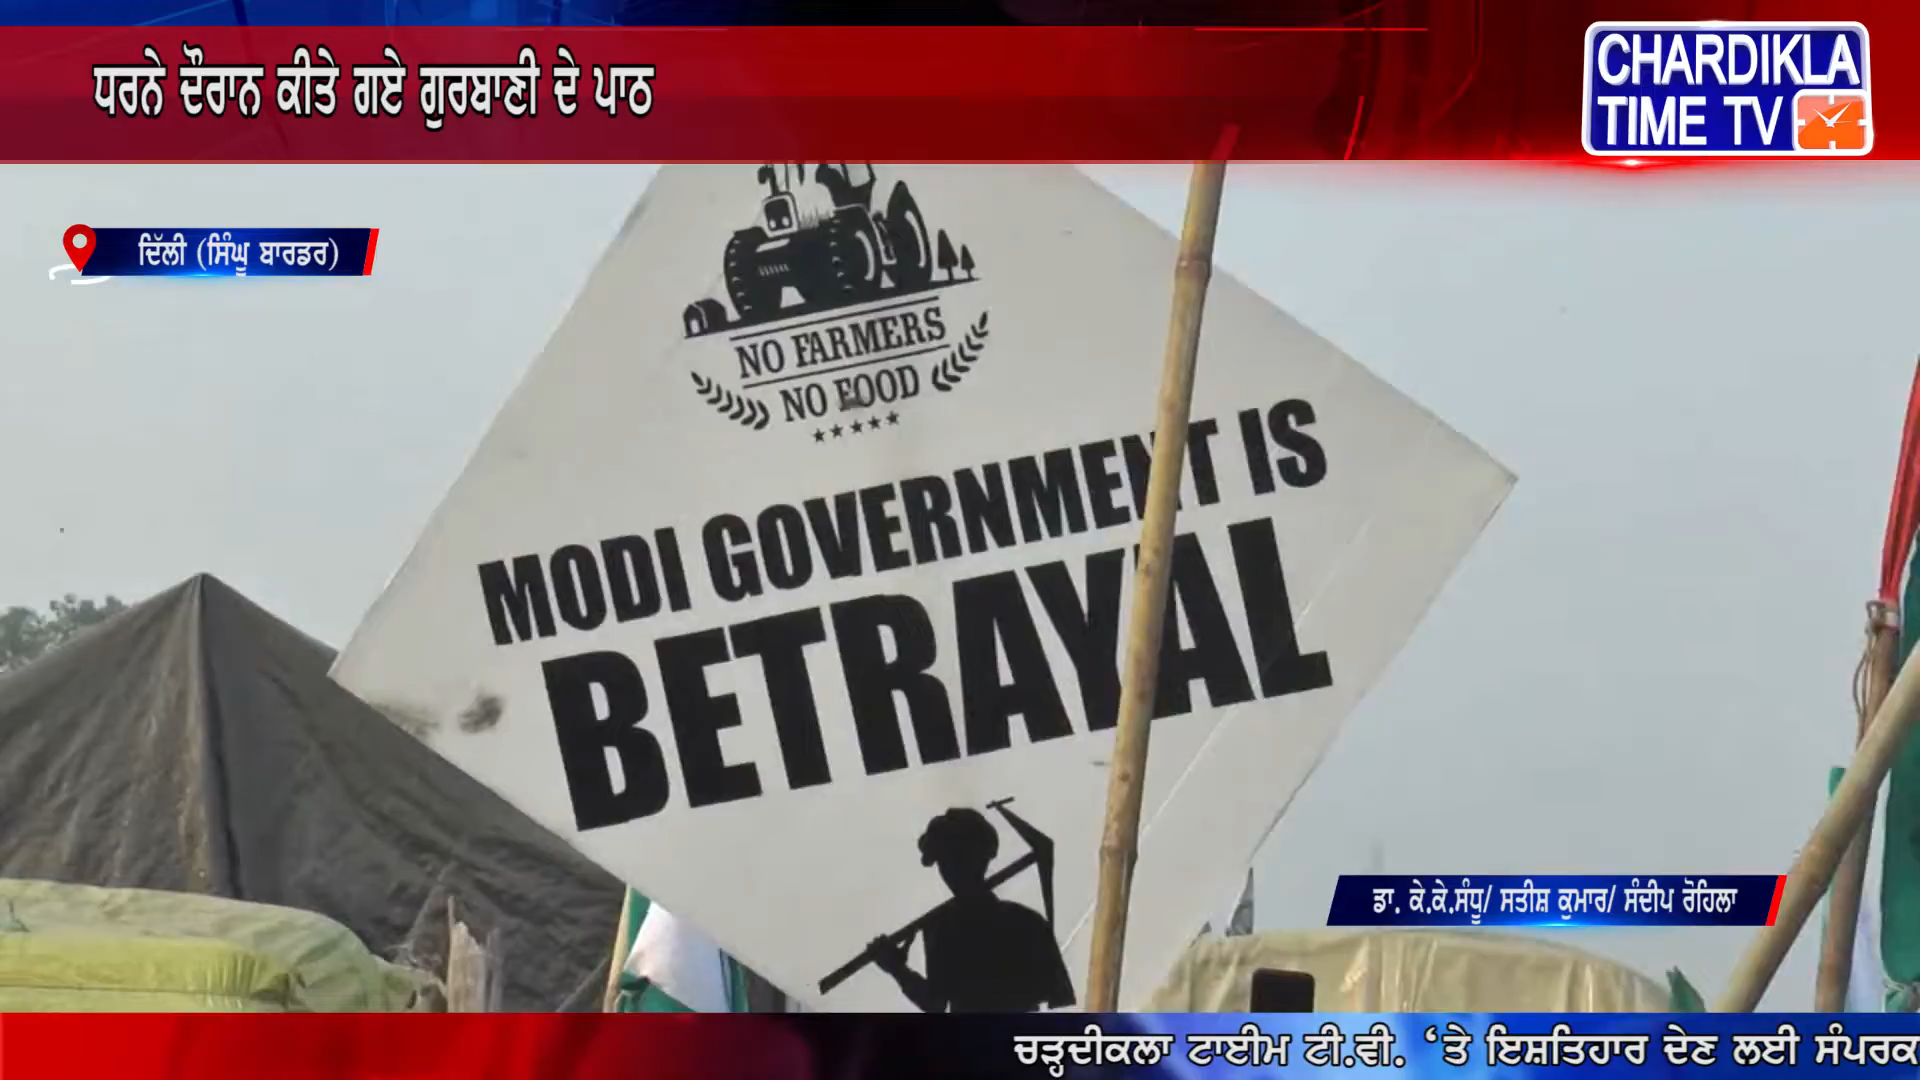 ਧਰਨੇ ਦੌਰਾਨ ਕੀਤੇ ਗਏ ਗੁਰਬਾਣੀ ਦੇ ਪਾਠ
CHARDIKLA
TIME TV
ਦਿੱਲੀ (ਸਿੰਘੂ ਬਾਰਡਰ)
NO FARMERS
NO FOOD
MODI GOVERNMENT IS
BETRAYAL
ਡਾ. ਕੇ.ਕੇ.ਸੰਧੂ/ ਸਤੀਸ਼ ਕੁਮਾਰ/ ਸੰਦੀਪ ਰੋਹਿਲਾ
ਚੜ੍ਹਦੀਕਲਾ ਟਾਈਮ ਟੀ.ਵੀ. ‘ਤੇ ਇਸ਼ਤਿਹਾਰ ਦੇਣ ਲਈ ਸੰਪਰਕ